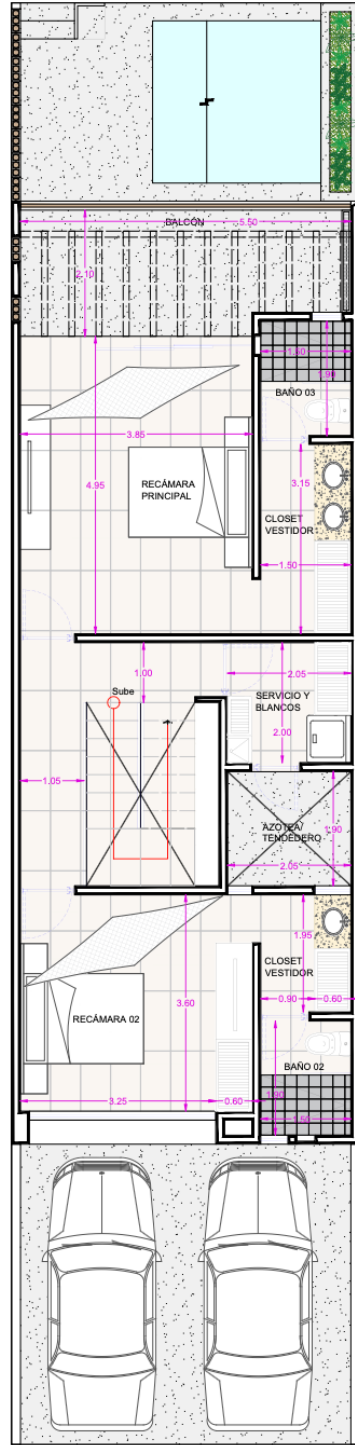 BALCÓN
5.50
2.10
1.50
1.90
BAÑO 03
3.85
4.95
RECÁMARA
PRINCIPAL
3.15
CLOSET
VESTIDOR
1.50
1.00
2.05
Sube
SERVICIO Y
BLANCOS
2.00
1.05
1.90
AZOTEA/
TENDEDERO
2.05
1.95
3.60
CLOSET
VESTIDOR
0.90
0.60
RECÁMARA 02
BAÑO 02
1.90
3.25
0.60
1.50